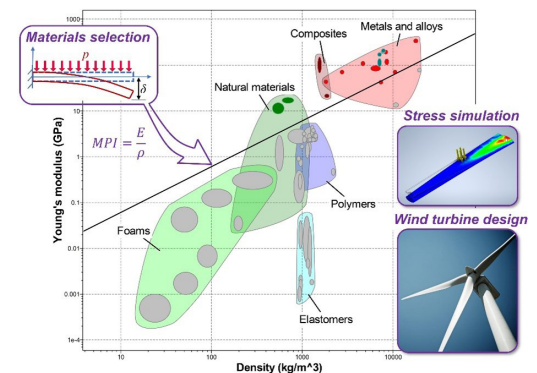 Materials selection
p
δ
MPI = E/ρ
Composites
Metals and alloys
Natural materials
Foams
Polymers
Elastomers
Stress simulation
Wind turbine design
Young's modulus (GPa)
1000
10
1
0.1
0.01
0.001
1e-4
10
100
1000
10000
Density (kg/m^3)